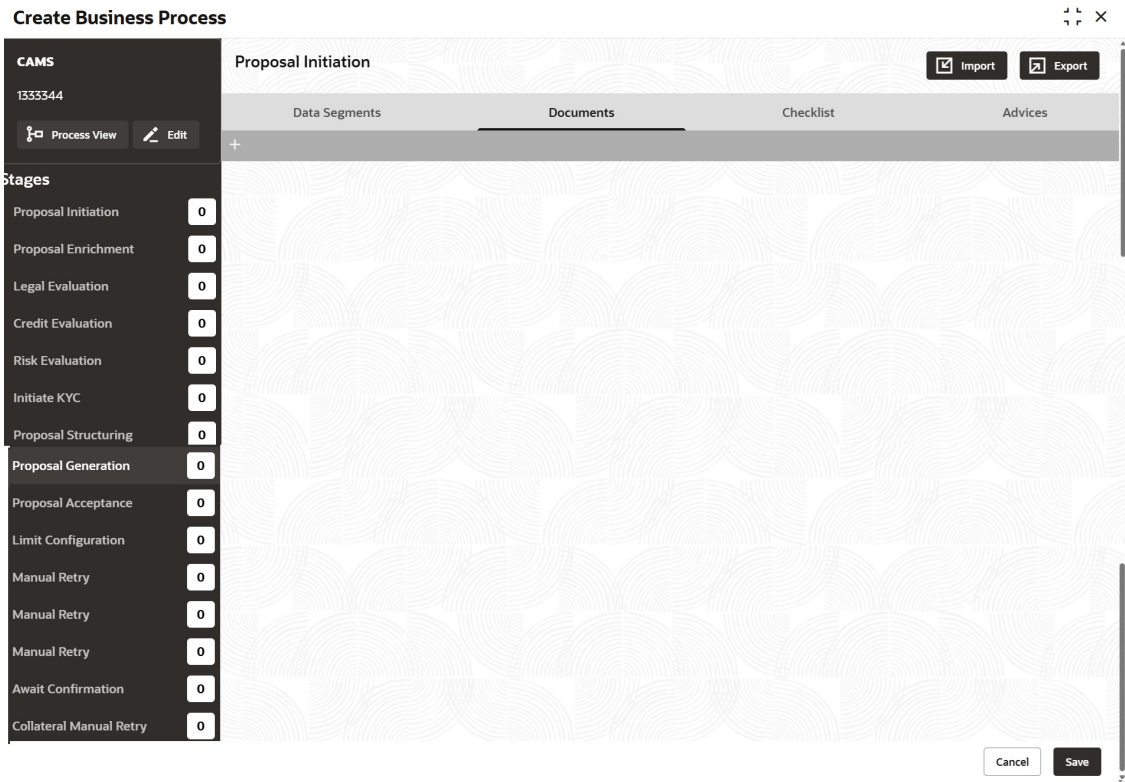 Create Business Process
CAMS
1333344
Process View Edit
Stages
Proposal Initiation 0
Proposal Enrichment 0
Legal Evaluation 0
Credit Evaluation 0
Risk Evaluation 0
Initiate KYC 0
Proposal Structuring 0
Proposal Generation 0
Proposal Acceptance 0
Limit Configuration 0
Manual Retry 0
Manual Retry 0
Manual Retry 0
Await Confirmation 0
Collateral Manual Retry 0
Proposal Initiation
Import Export
Data Segments Documents Checklist Advices
+
Cancel Save